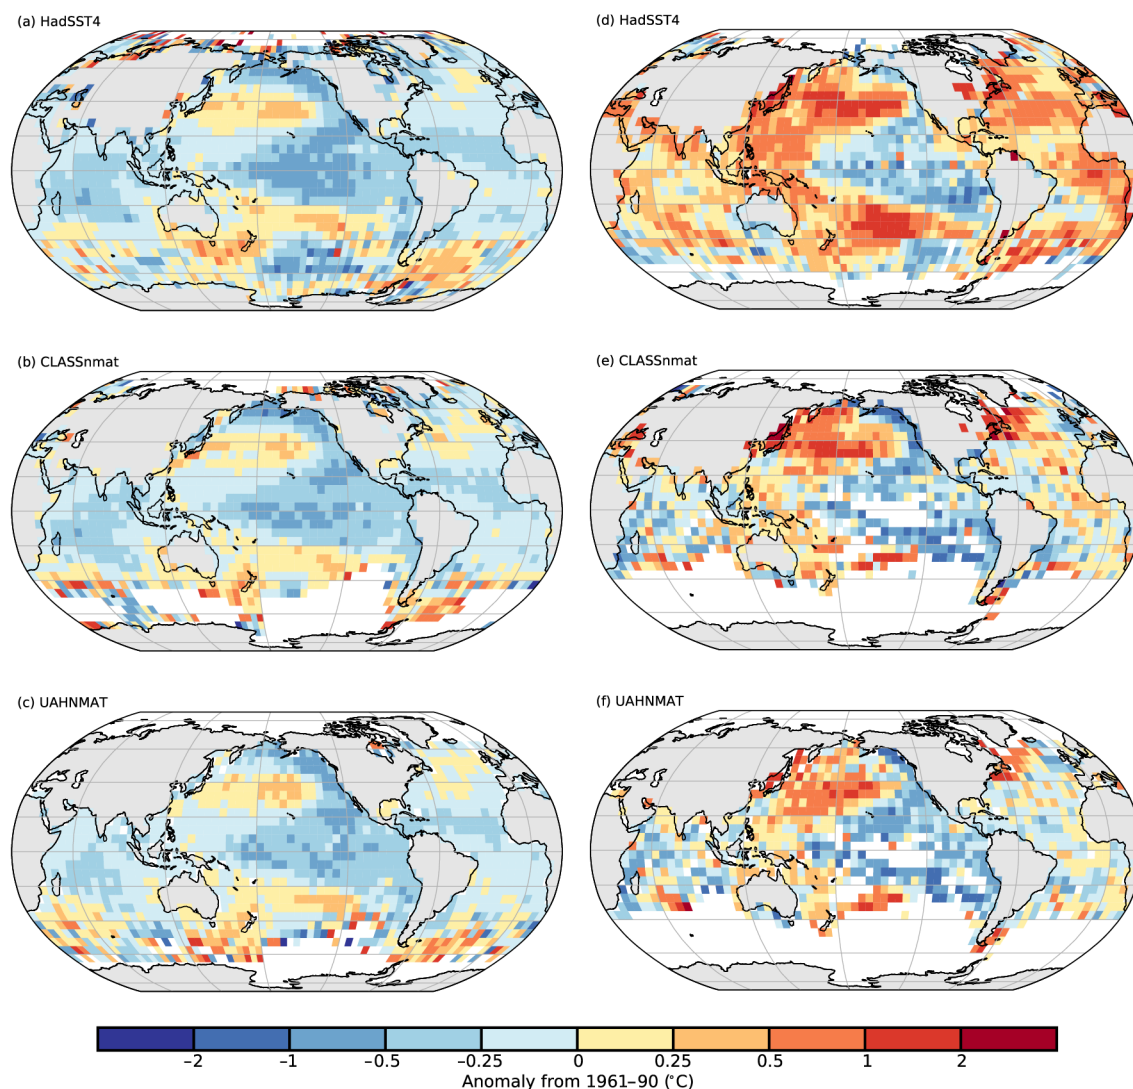 (a) HadSST4
(d) HadSST4
(b) CLASSnmat
(e) CLASSnmat
(c) UAHNMAT
(f) UAHNMAT
−2 −1 −0.5 −0.25 0 0.25 0.5 1 2
Anomaly from 1961–90 (°C)